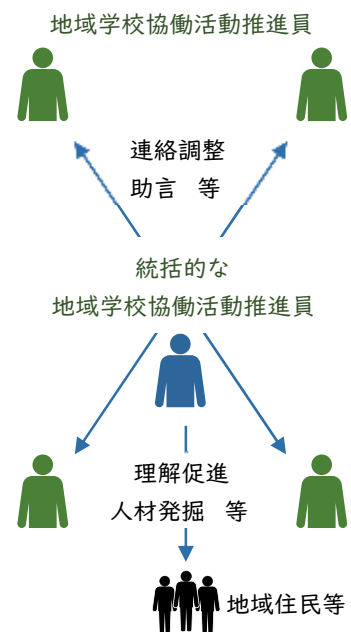 地域学校協働活動推進員
連絡調整
助言 等
統括的な
地域学校協働活動推進員
理解促進
人材発掘 等
地域住民等